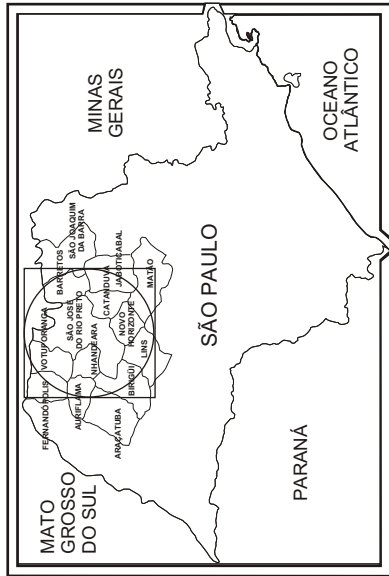 MINAS
GERAIS
OCEANO
ATLÂNTICO
SÃO JOAQUIM
DA BARRA
BARRETOS
JABOTICABAL
MATÃO
CATANDUVA
SÃO JOSÉ
DO RIO PRETO
NOVO
HORIZONTE
VOTUPORANGA
NHANDEARA
LINS
BIRIGÜI
FERNANDÓPOLIS
AURIFLAMA
ARAÇATUBA
SÃO PAULO
MATO
GROSSO
DO SUL
PARANÁ